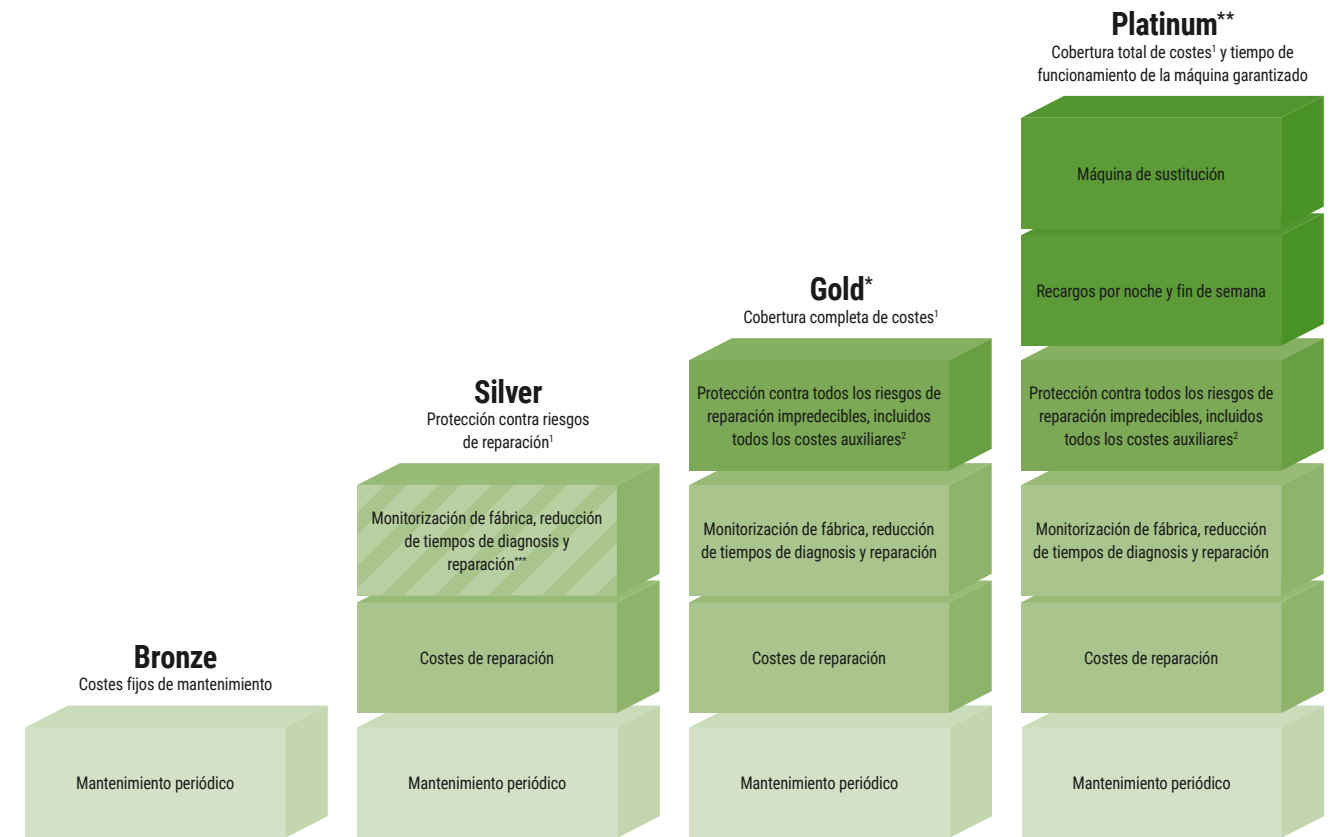 Platinum**
Cobertura total de costes¹ y tiempo de
funcionamiento de la máquina garantizado
Máquina de sustitución
Recargos por noche y fin de semana
Protección contra todos los riesgos de
reparación impredecibles, incluidos
todos los costes auxiliares²
Monitorización de fábrica, reducción
de tiempos de diagnosis y reparación
Costes de reparación
Mantenimiento periódico
Gold*
Cobertura completa de costes¹
Protección contra todos los riesgos de
reparación impredecibles, incluidos
todos los costes auxiliares²
Monitorización de fábrica, reducción
de tiempos de diagnosis y reparación
Costes de reparación
Mantenimiento periódico
Silver
Protección contra riesgos
de reparación¹
Monitorización de fábrica, reducción
de tiempos de diagnosis y
reparación***
Costes de reparación
Mantenimiento periódico
Bronze
Costes fijos de mantenimiento
Mantenimiento periódico